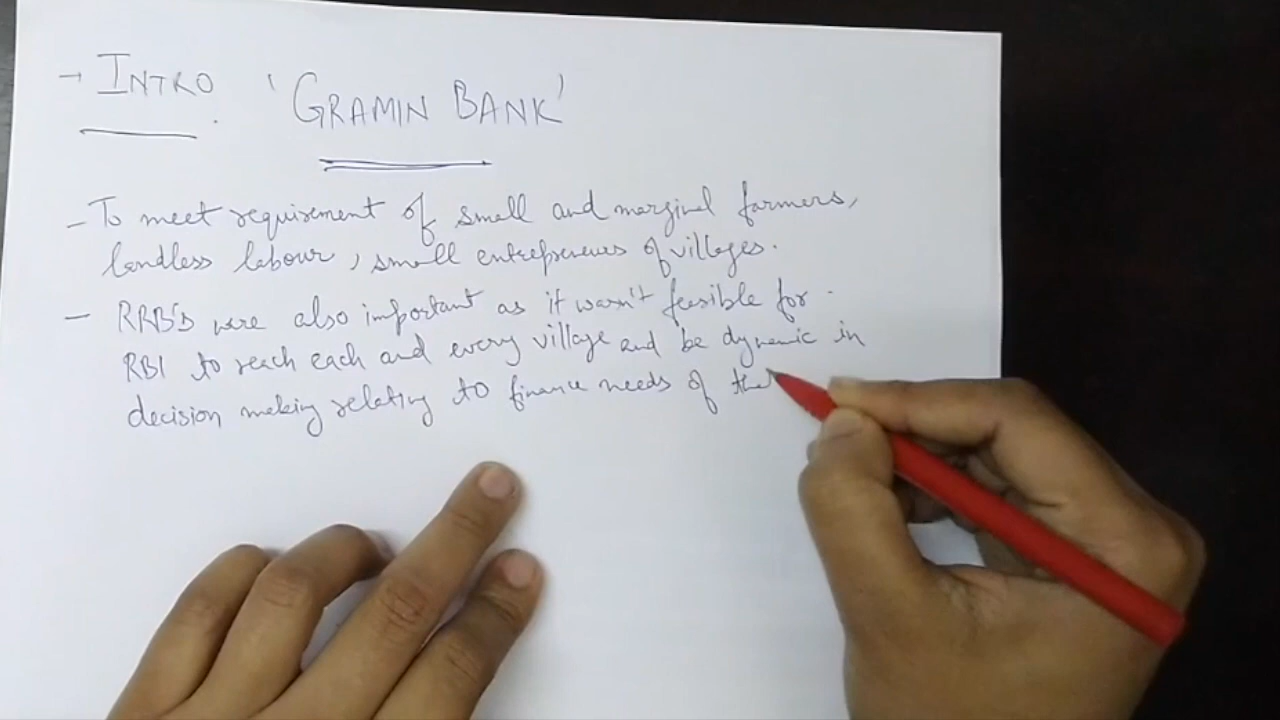 → INTRO. 'GRAMIN BANK'
- To meet requirement of small and marginal farmers,
landless labour, small entrepreneurs of villages.
- RRB'S were also important as it wasn't feasible for
RBI to reach each and every village and be dynamic in
decision making relating to finance needs of that